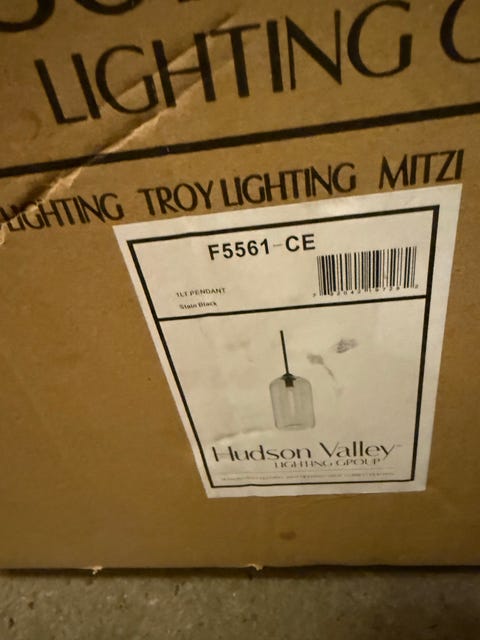 LIGHTING
LIGHTING TROY LIGHTING MITZI
F5561-CE
1LT PENDANT
Stain Black
Hudson Valley
LIGHTING GROUP